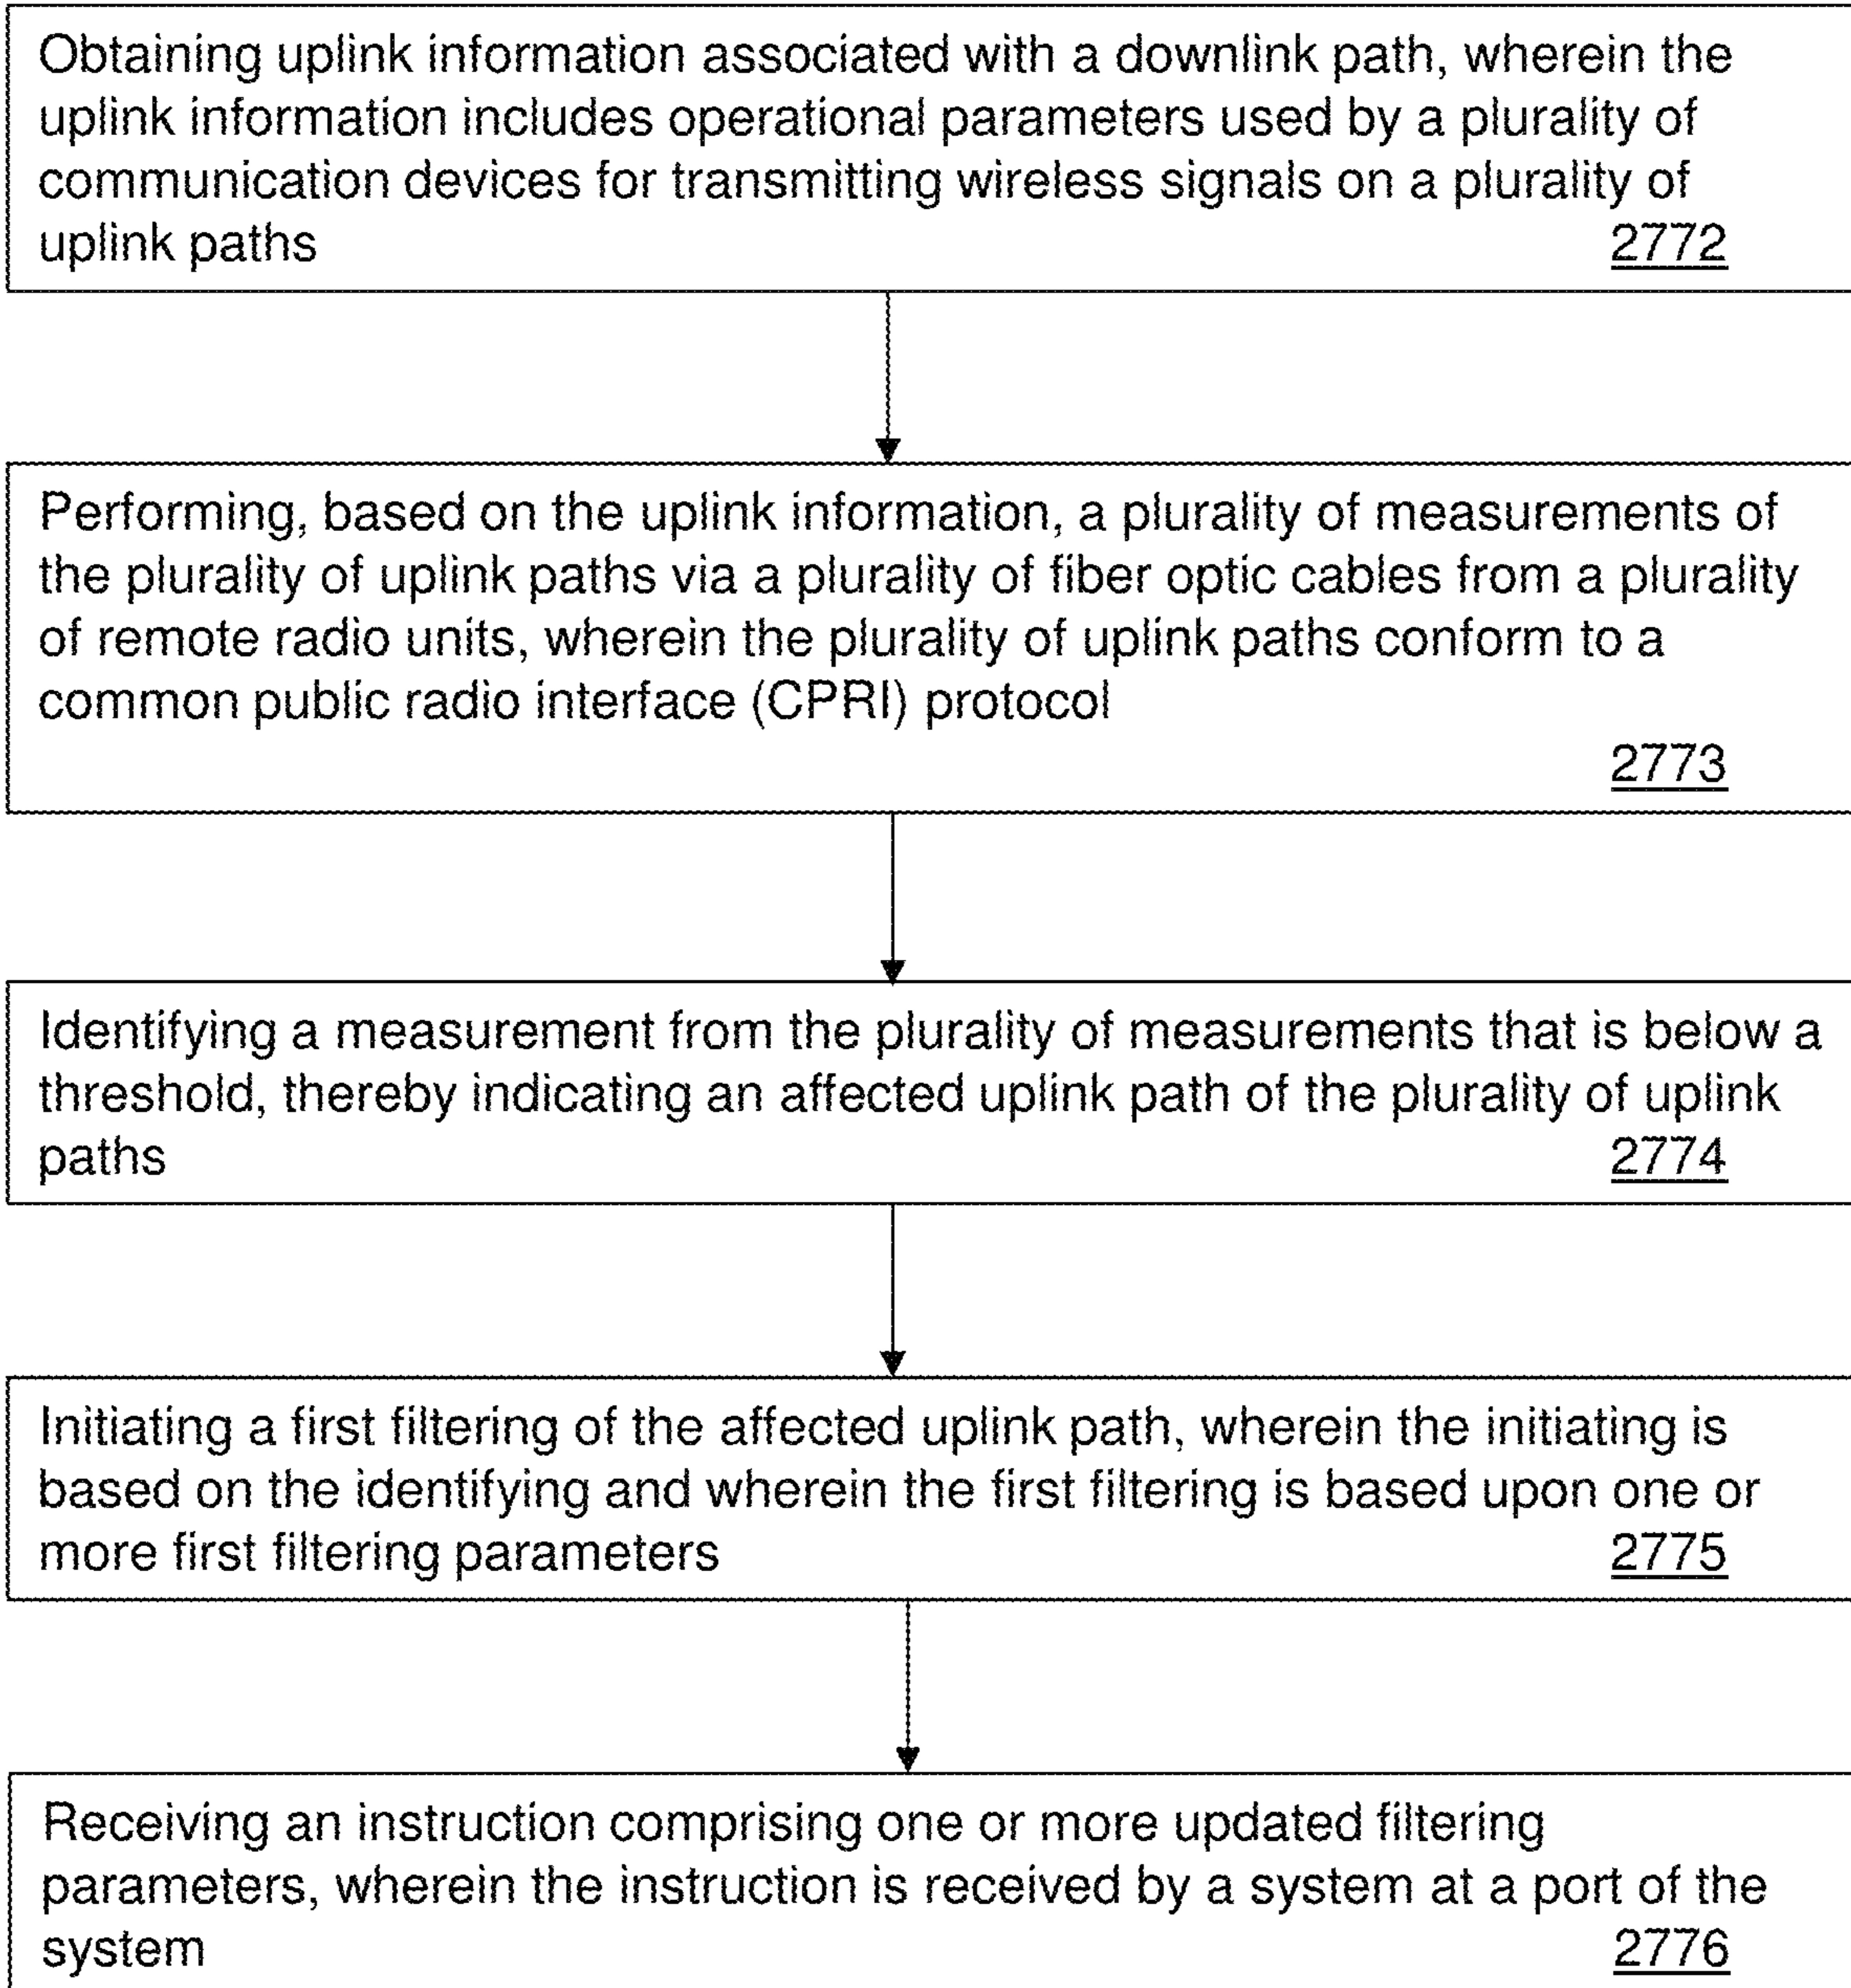 Obtaining uplink information associated with a downlink path, wherein the
uplink information includes operational parameters used by a plurality of
communication devices for transmitting wireless signals on a plurality of
uplink paths 2772
Performing, based on the uplink information, a plurality of measurements of
the plurality of uplink paths via a plurality of fiber optic cables from a plurality
of remote radio units, wherein the plurality of uplink paths conform to a
common public radio interface (CPRI) protocol
2773
Identifying a measurement from the plurality of measurements that is below a
threshold, thereby indicating an affected uplink path of the plurality of uplink
paths 2774
Initiating a first filtering of the affected uplink path, wherein the initiating is
based on the identifying and wherein the first filtering is based upon one or
more first filtering parameters 2775
Receiving an instruction comprising one or more updated filtering
parameters, wherein the instruction is received by a system at a port of the
system 2776